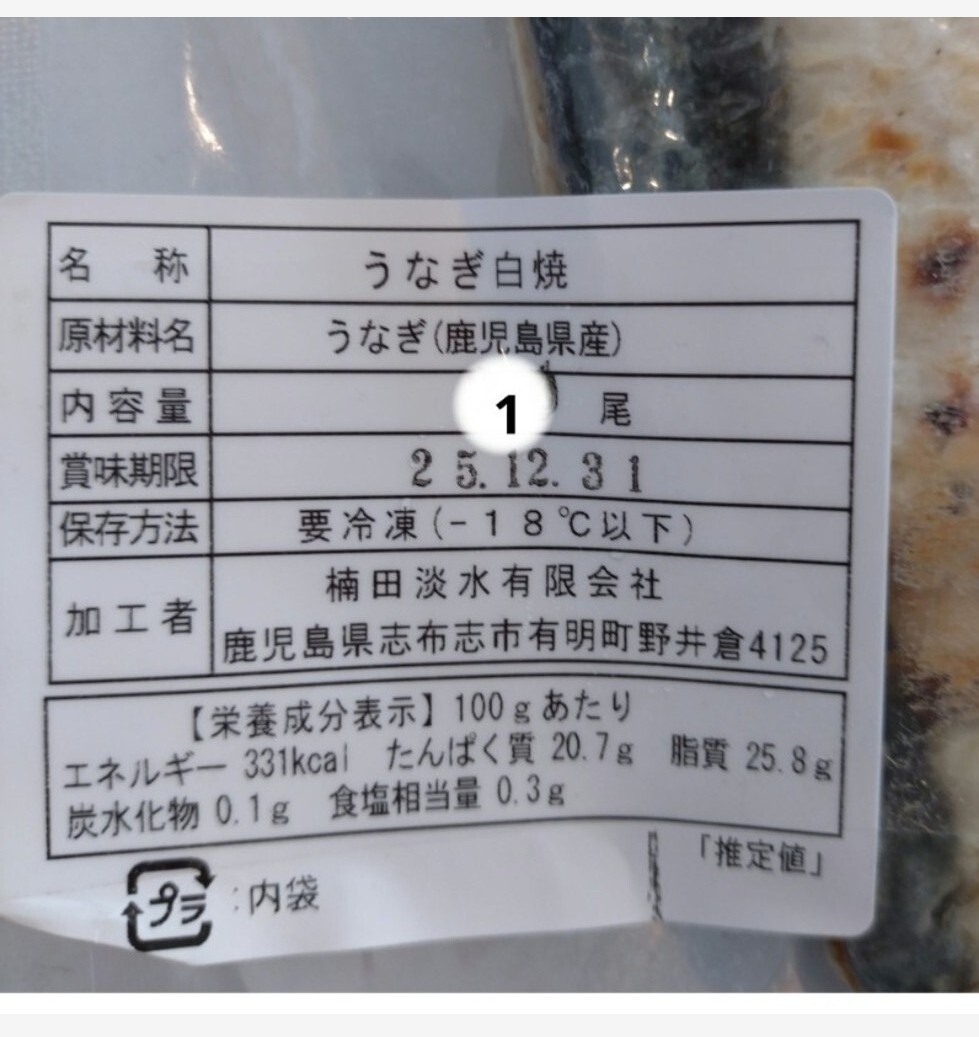 名称 うなぎ白焼
原材料名 うなぎ(鹿児島県産)
内容量 1 尾
賞味期限 25.12.31
保存方法 要冷凍(-18℃以下)
加工者 楠田淡水有限会社
鹿児島県志布志市有明町野井倉4125
【栄養成分表示】100gあたり
エネルギー 331kcal たんぱく質 20.7g 脂質 25.8g
炭水化物 0.1g 食塩相当量 0.3g
「推定値」
プラ:内袋